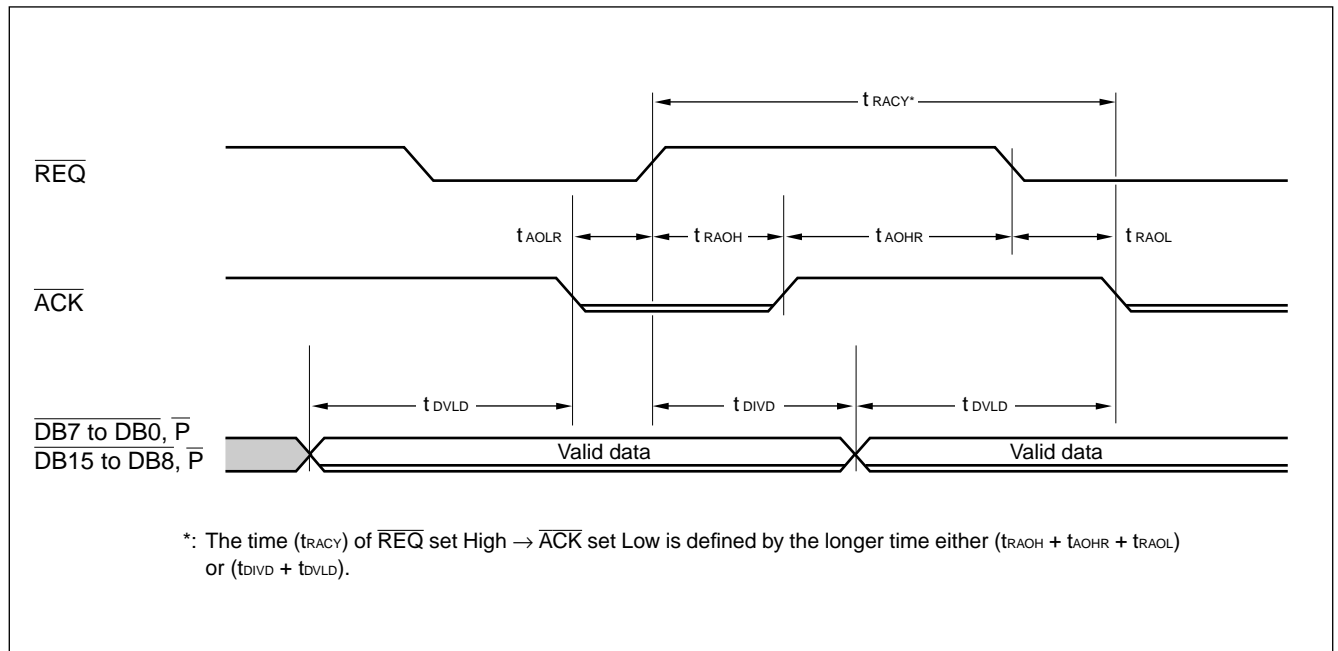 t RACY*
REQ
t AOLR
t RAOH
t AOHR
t RAOL
ACK
t DVLD
t DIVD
t DVLD
DB7 to DB0, P
DB15 to DB8, P
Valid data
Valid data
*: The time (tRACY) of REQ set High → ACK set Low is defined by the longer time either (tRAOH + tAOHR + tRAOL)
or (tDIVD + tDVLD).